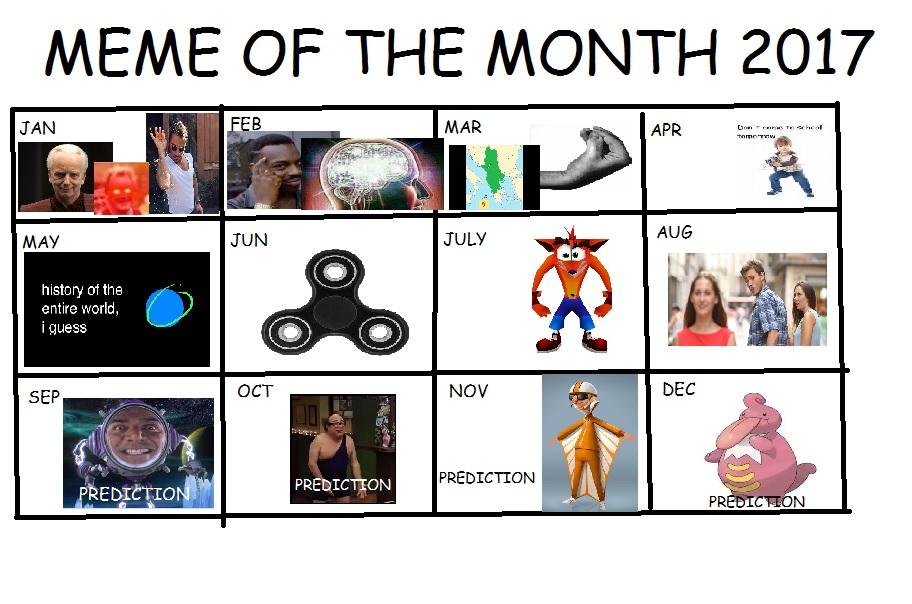 MEME OF THE MONTH 2017
JAN
FEB
MAR
APR
Don't come to school
tomorrow
MAY
history of the
entire world,
i guess
JUN
JULY
AUG
SEP
PREDICTION
OCT
PREDICTION
NOV
PREDICTION
DEC
PREDICTION